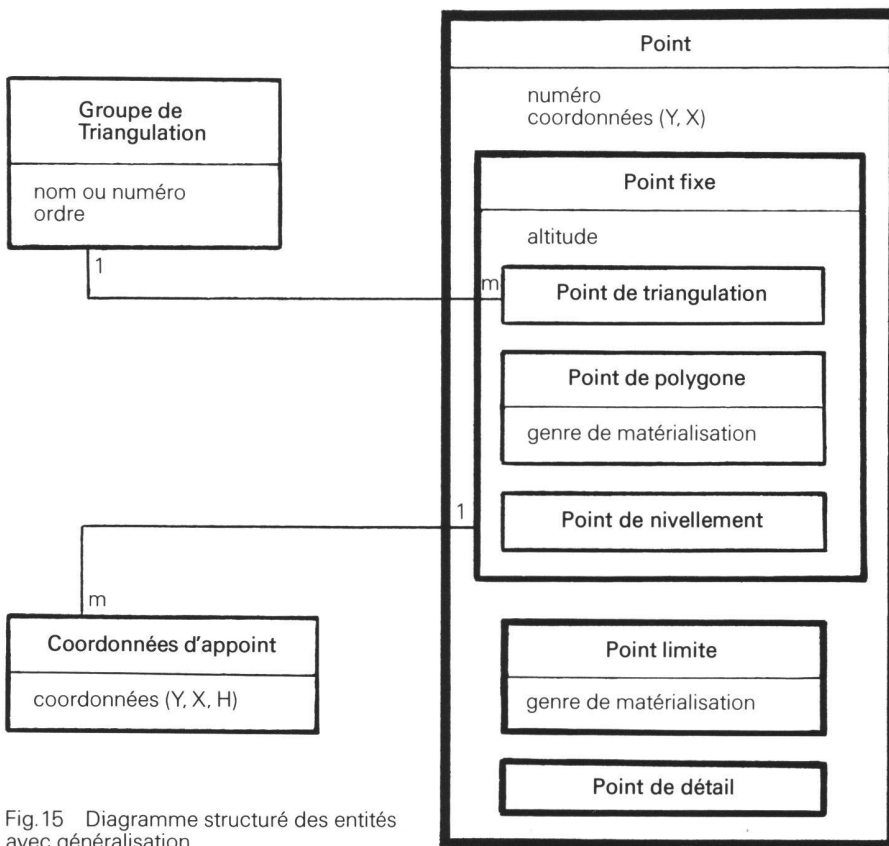 Groupe de
Triangulation
nom ou numéro
ordre
1
m
Coordonnées d'appoint
coordonnées (Y, X, H)
Point
numéro
coordonnées (Y, X)
Point fixe
altitude
m
Point de triangulation
Point de polygone
genre de matérialisation
1
Point de nivellement
Point limite
genre de matérialisation
Point de détail
Fig. 15 Diagramme structuré des entités
avec généralisation